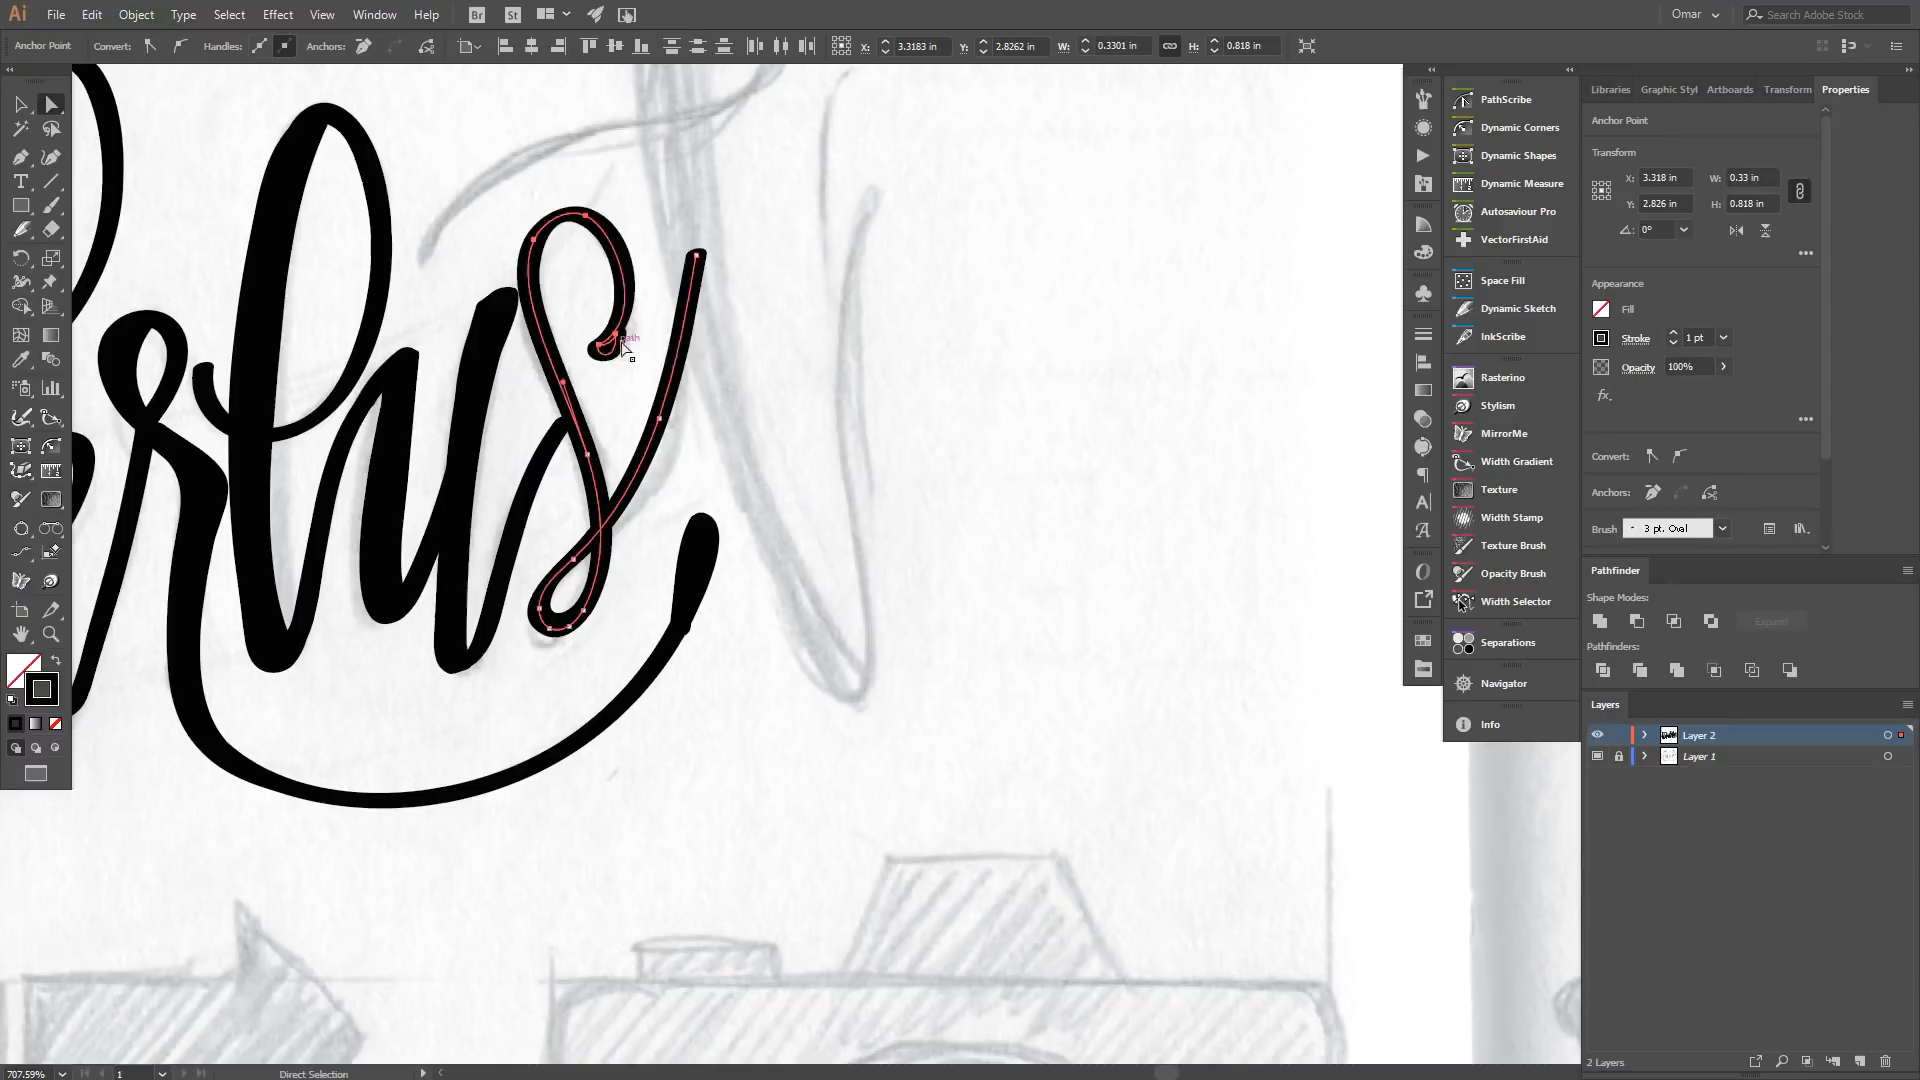 Ai File Edit Object Type Select Effect View Window Help Br St Omar Search Adobe Stock
Anchor Point Convert: Handles: Anchors: X: 3.3183 in Y: 2.8262 in W: 0.3301 in H: 0.818 in
PathScribe
Dynamic Corners
Dynamic Shapes
Dynamic Measure
Autosaviour Pro
VectorFirstAid
Space Fill
Dynamic Sketch
InkScribe
Rasterino
Stylism
MirrorMe
Width Gradient
Texture
Width Stamp
Texture Brush
Opacity Brush
Width Selector
Separations
Navigator
Info
Libraries Graphic Styl Artboards Transform Properties
Anchor Point
Transform
X: 3.318 in W: 0.33 in
Y: 2.826 in H: 0.818 in
0°
Appearance
Fill
Stroke 1 pt
Opacity 100%
fx.
Convert:
Anchors:
Brush 3 pt. Oval
Pathfinder
Shape Modes:
Expand
Pathfinders:
Layers
Layer 2
Layer 1
2 Layers
path
707.59% 1 Direct Selection